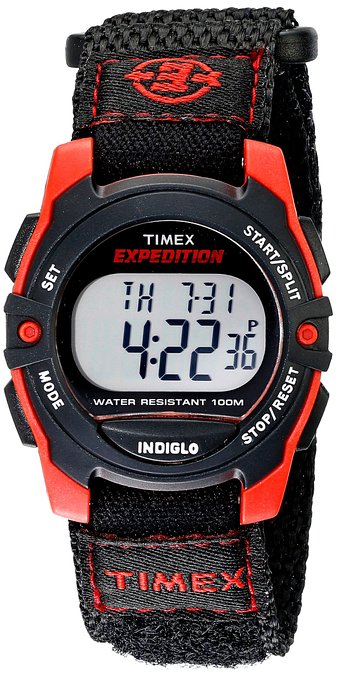 TIMEX
EXPEDITION
SET
START/SPLIT
TH 7-31
4:22 36 P
MODE
STOP/RESET
WATER RESISTANT 100M
INDIGLO
TIMEX